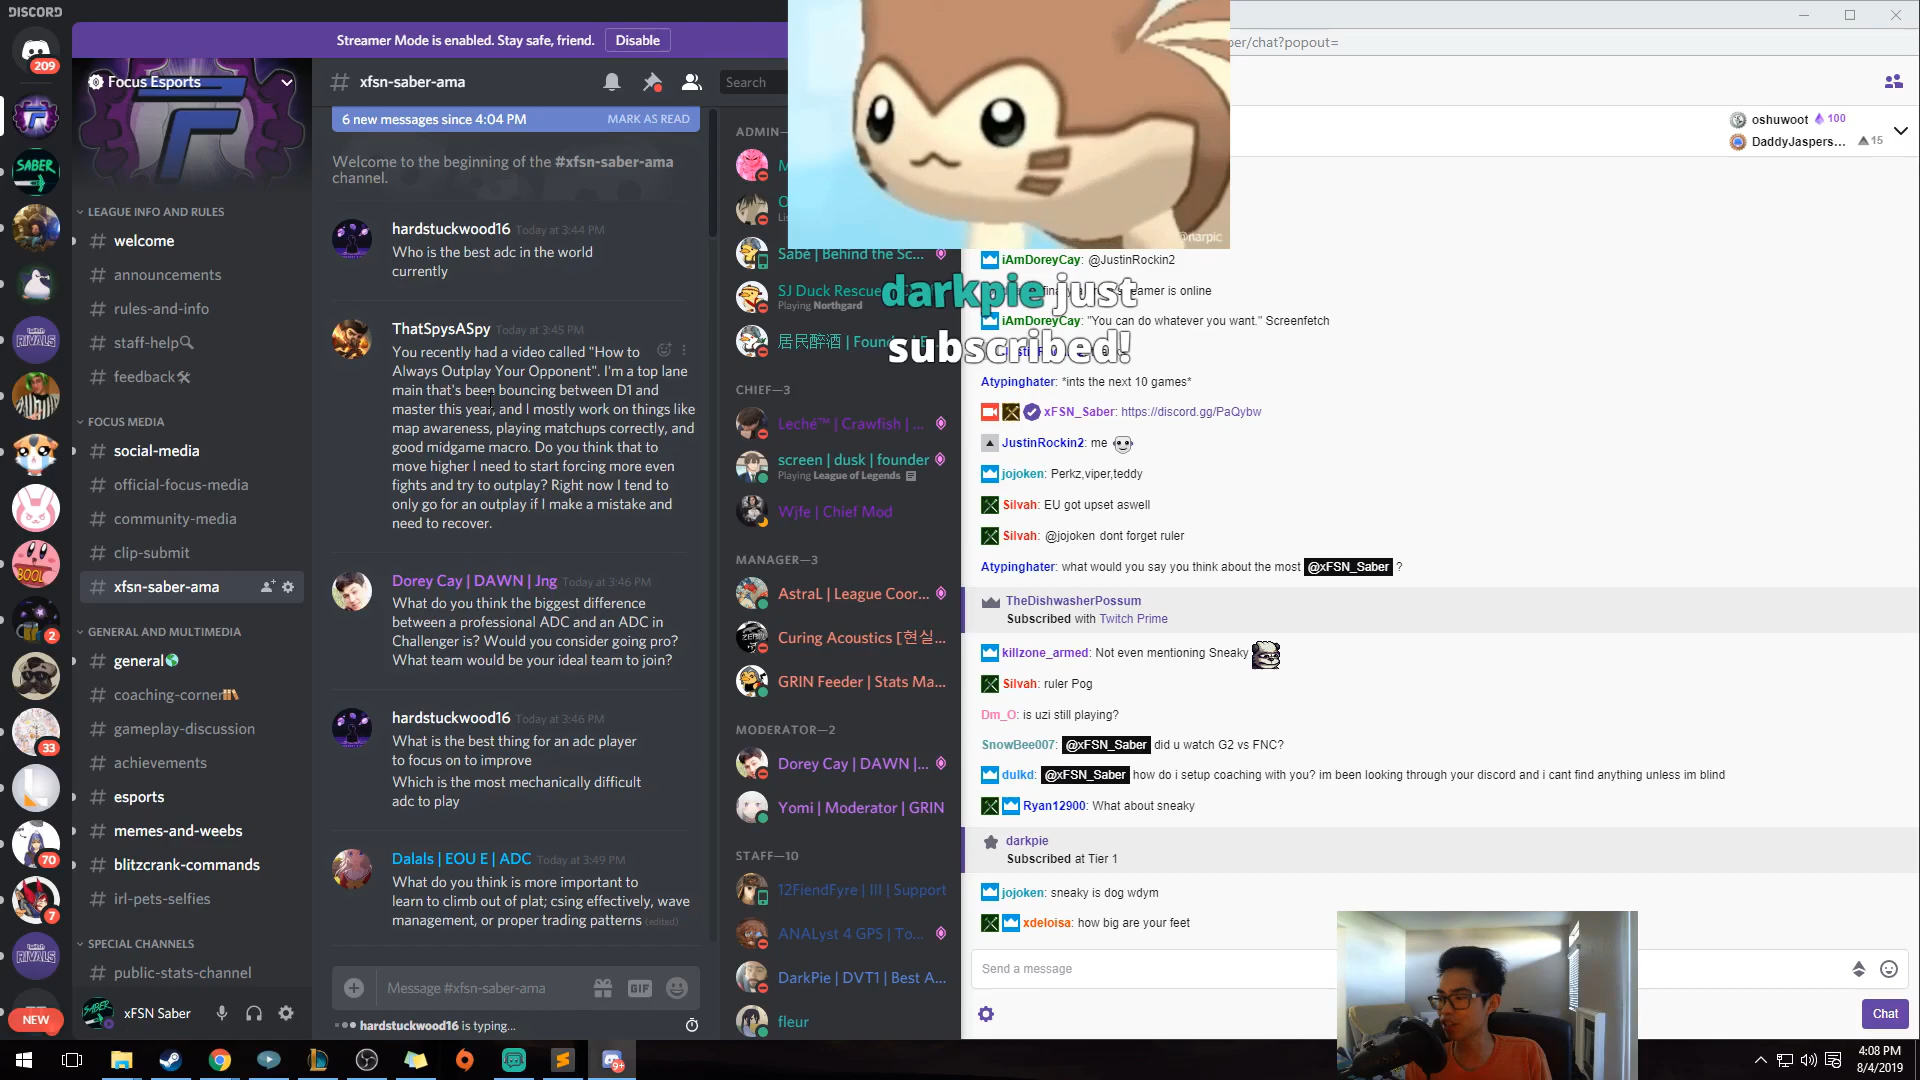 DISCORD
Streamer Mode is enabled. Stay safe, friend.
Disable
209
Focus Esports
SABER
TWITCH
RIVALS
BOOL
2
33
70
7
TWITCH
RIVALS
NEW
LEAGUE INFO AND RULES
# welcome
# announcements
# rules-and-info
# staff-help🔍
# feedback🛠
FOCUS MEDIA
# social-media
# official-focus-media
# community-media
# clip-submit
# xfsn-saber-ama
GENERAL AND MULTIMEDIA
# general🌎
# coaching-corner
# gameplay-discussion
# achievements
# esports
# memes-and-weebs
# blitzcrank-commands
# irl-pets-selfies
SPECIAL CHANNELS
# public-stats-channel
xFSN Saber
# xfsn-saber-ama
Search
6 new messages since 4:04 PM
MARK AS READ
Welcome to the beginning of the #xfsn-saber-ama
channel.
hardstuckwood16 Today at 3:44 PM
Who is the best adc in the world
currently
ThatSpysASpy Today at 3:45 PM
You recently had a video called "How to
Always Outplay Your Opponent". I'm a top lane
main that's been bouncing between D1 and
master this year, and I mostly work on things like
map awareness, playing matchups correctly, and
good midgame macro. Do you think that to
move higher I need to start forcing more even
fights and try to outplay? Right now I tend to
only go for an outplay if I make a mistake and
need to recover.
Dorey Cay | DAWN | Jng Today at 3:46 PM
What do you think the biggest difference
between a professional ADC and an ADC in
Challenger is? Would you consider going pro?
What team would be your ideal team to join?
hardstuckwood16 Today at 3:46 PM
What is the best thing for an adc player
to focus on to improve
Which is the most mechanically difficult
adc to play
Dalals | EOU E | ADC Today at 3:49 PM
What do you think is more important to
learn to climb out of plat; csing effectively, wave
management, or proper trading patterns (edited)
Message #xfsn-saber-ama
GIF
hardstuckwood16 is typing...
ADMIN—
M
O
Lis
Sabé | Behind the Sc...
SJ Duck Rescue
Playing Northgard
居民醉酒 | Found
CHIEF—3
Leché™ | Crawfish | ...
screen | dusk | founder
Playing League of Legends
Wjfe | Chief Mod
MANAGER—3
AstraL | League Coor...
Curing Acoustics [현실...
GRIN Feeder | Stats Ma...
MODERATOR—2
Dorey Cay | DAWN |...
Yomi | Moderator | GRIN
STAFF—10
12FiendFyre | III | Support
ANALyst 4 GPS | To...
DarkPie | DVT1 | Best A...
fleur
@narpic
darkpie just
subscribed!
per/chat?popout=
oshuwoot 100
DaddyJaspers... 15
iAmDoreyCay: @JustinRockin2
eamer is online
iAmDoreyCay: "You can do whatever you want." Screenfetch
Atypinghater: *ints the next 10 games*
xFSN_Saber: https://discord.gg/PaQybw
JustinRockin2: me
jojoken: Perkz,viper,teddy
Silvah: EU got upset aswell
Silvah: @jojoken dont forget ruler
Atypinghater: what would you say you think about the most @xFSN_Saber ?
TheDishwasherPossum
Subscribed with Twitch Prime
killzone_armed: Not even mentioning Sneaky
Silvah: ruler Pog
Dm_O: is uzi still playing?
SnowBee007: @xFSN_Saber did u watch G2 vs FNC?
dulkd: @xFSN_Saber how do i setup coaching with you? im been looking through your discord and i cant find anything unless im blind
Ryan12900: What about sneaky
darkpie
Subscribed at Tier 1
jojoken: sneaky is dog wdym
xdeloisa: how big are your feet
Send a message
Chat
9+
4:08 PM
8/4/2019